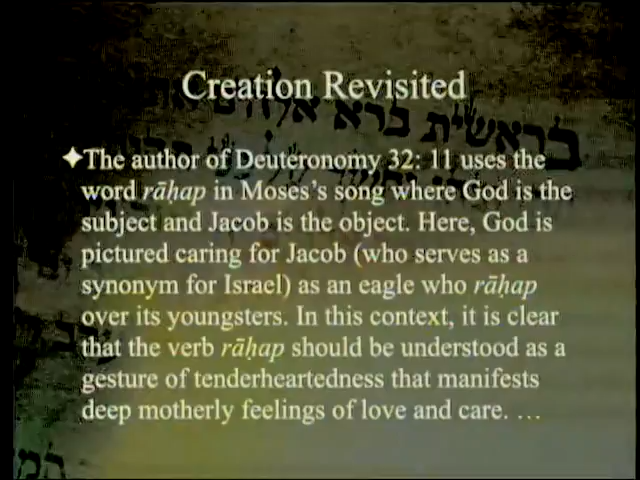 Creation Revisited
בראשית ברא אלהים
✦The author of Deuteronomy 32: 11 uses the
word rāḥap in Moses’s song where God is the
subject and Jacob is the object. Here, God is
pictured caring for Jacob (who serves as a
synonym for Israel) as an eagle who rāḥap
over its youngsters. In this context, it is clear
that the verb rāḥap should be understood as a
gesture of tenderheartedness that manifests
deep motherly feelings of love and care. …